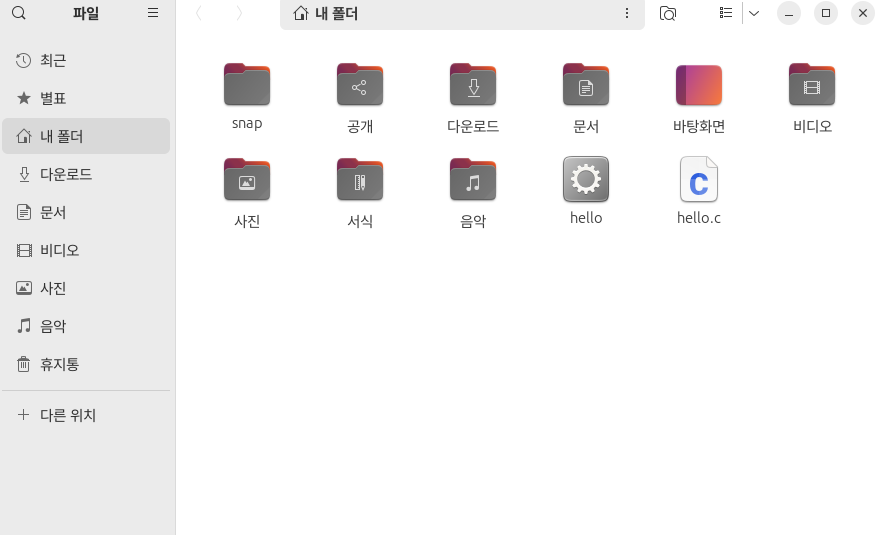 파일
내 폴더
최근
별표
내 폴더
다운로드
문서
비디오
사진
음악
휴지통
다른 위치
snap
공개
다운로드
문서
바탕화면
비디오
사진
서식
음악
hello
C
hello.c